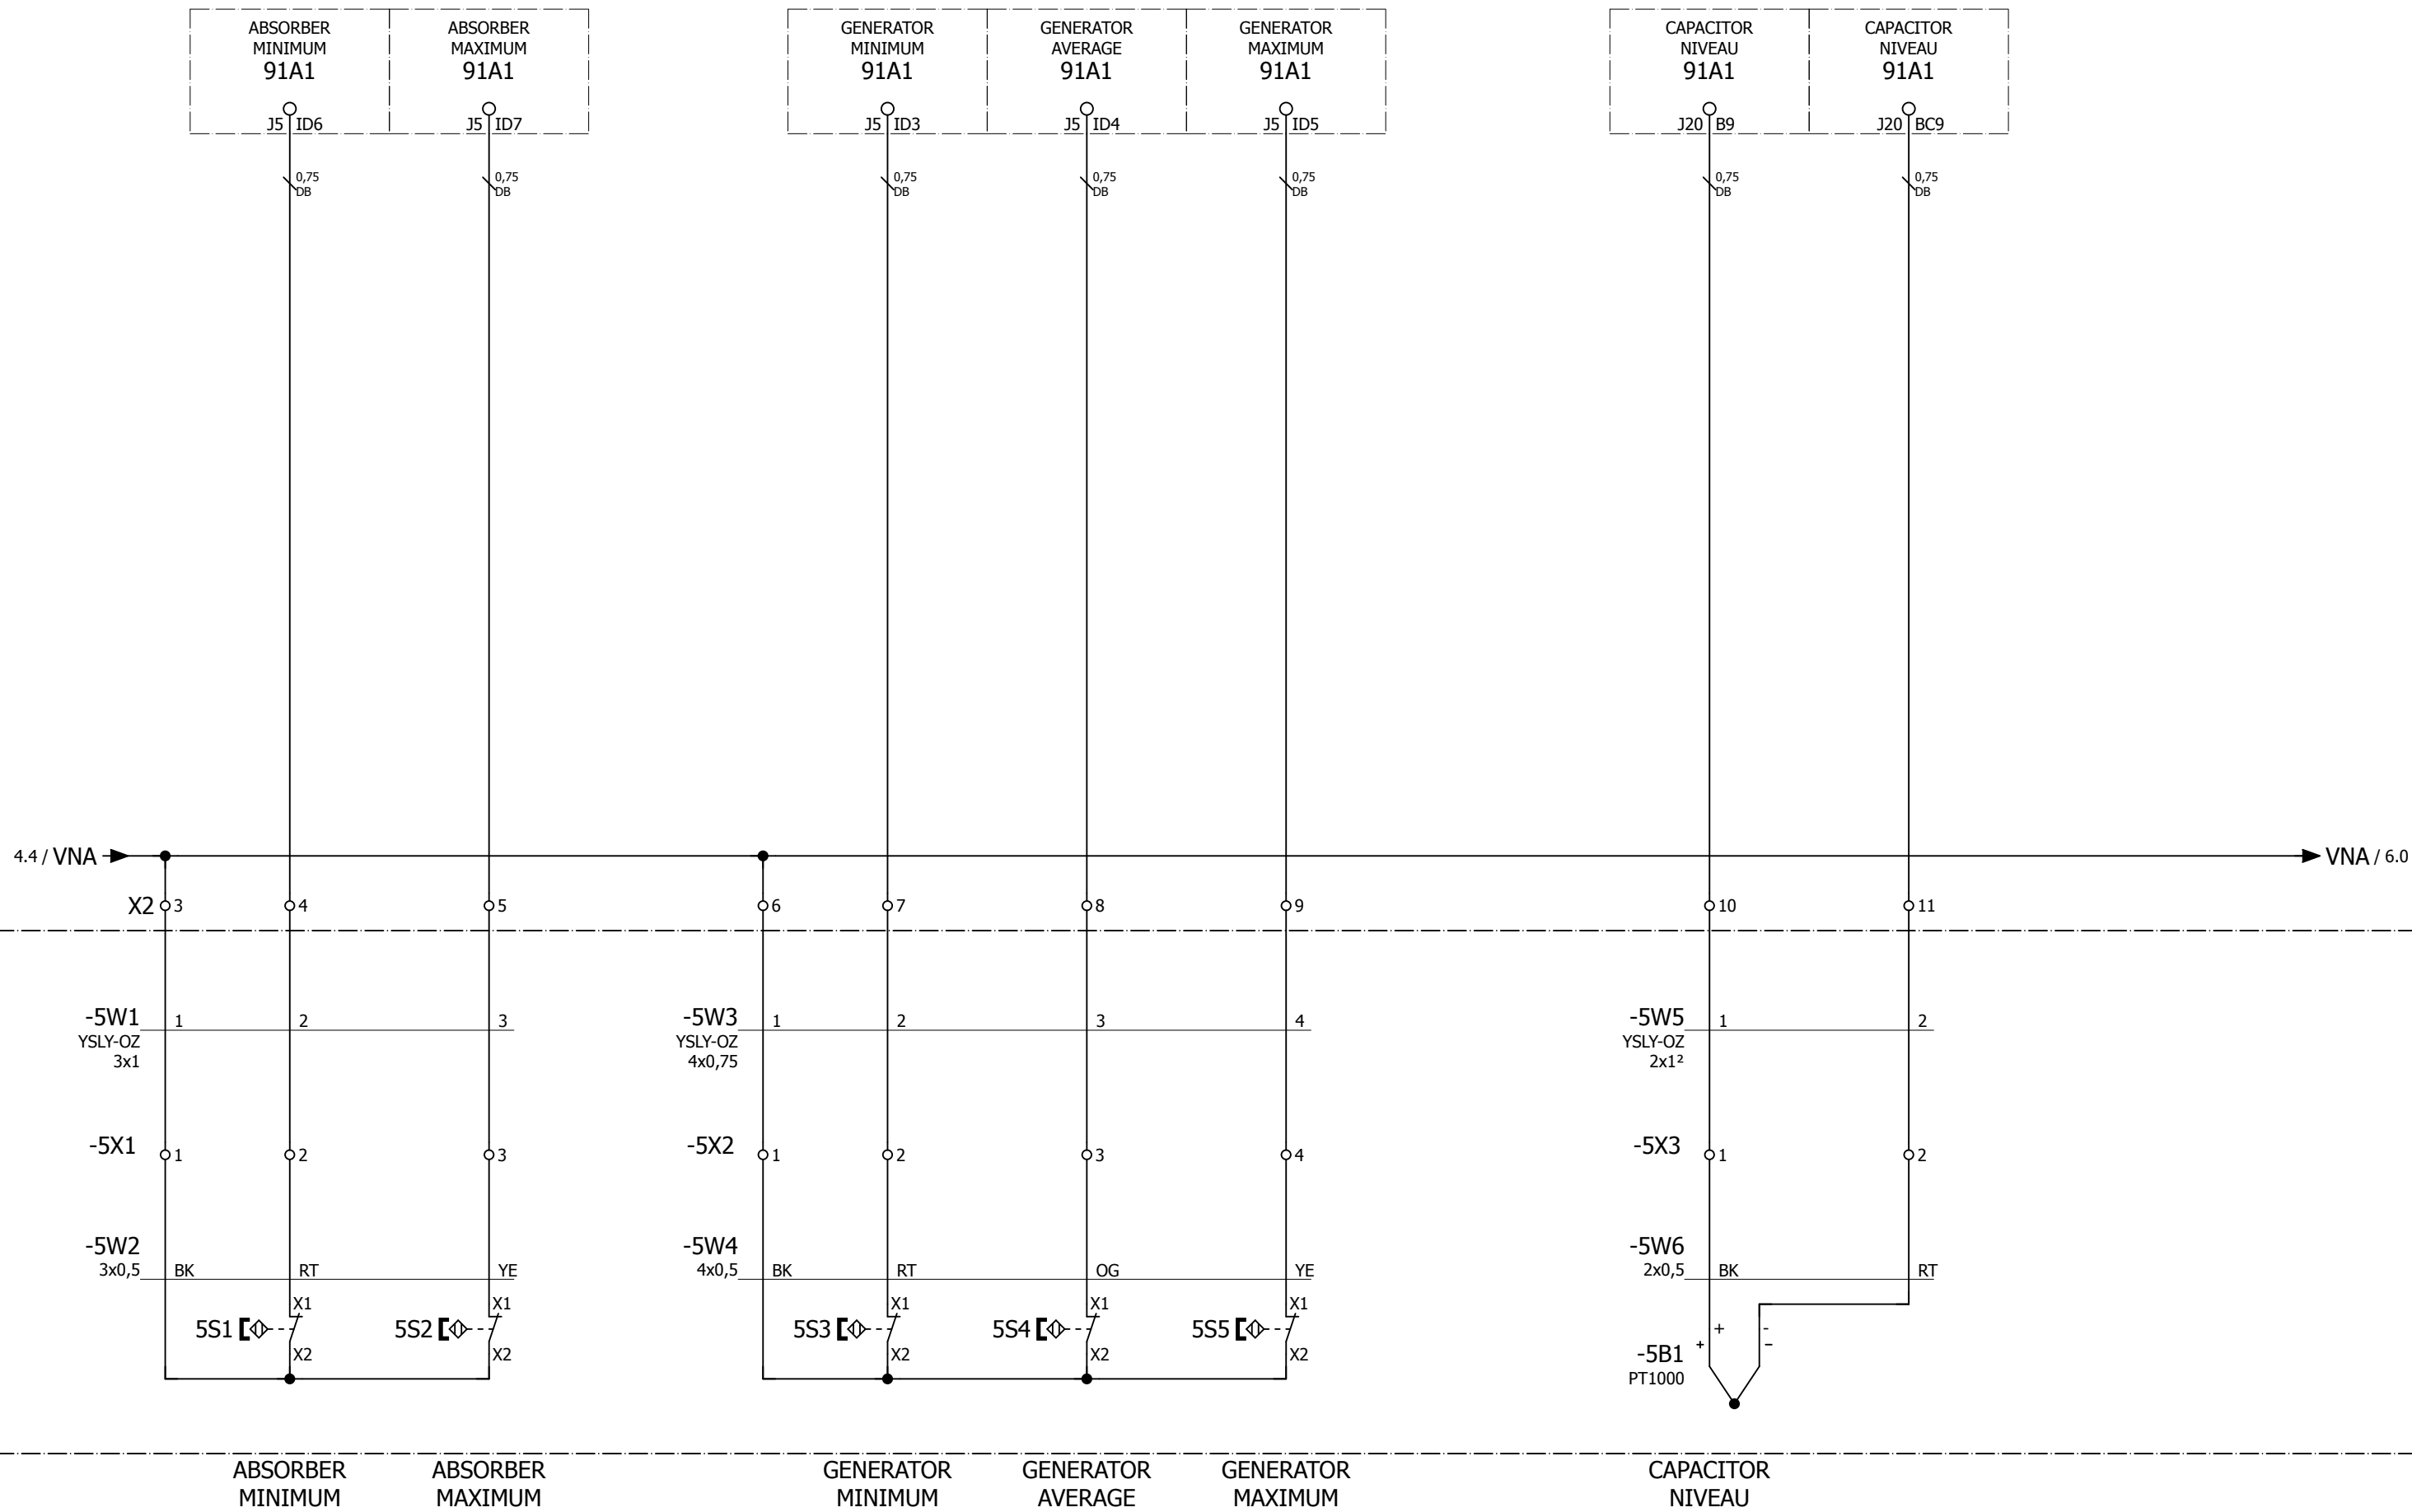 ABSORBER
MINIMUM
91A1
J5 ID6
ABSORBER
MAXIMUM
91A1
J5 ID7
GENERATOR
MINIMUM
91A1
J5 ID3
GENERATOR
AVERAGE
91A1
J5 ID4
GENERATOR
MAXIMUM
91A1
J5 ID5
CAPACITOR
NIVEAU
91A1
J20 B9
CAPACITOR
NIVEAU
91A1
J20 BC9
0,75
DB
0,75
DB
0,75
DB
0,75
DB
0,75
DB
0,75
DB
0,75
DB
4.4 / VNA
VNA / 6.0
X2 3 4 5 6 7 8 9 10 11
-5W1 1 2 3
YSLY-OZ
3x1
-5W3 1 2 3 4
YSLY-OZ
4x0,75
-5W5 1 2
YSLY-OZ
2x1²
-5X1 1 2 3
-5X2 1 2 3 4
-5X3 1 2
-5W2
3x0,5 BK RT YE
-5W4
4x0,5 BK RT OG YE
-5W6
2x0,5 BK RT
X1
5S1
X2
X1
5S2
X2
X1
5S3
X2
X1
5S4
X2
X1
5S5
X2
+ -
+ -
-5B1
PT1000
ABSORBER
MINIMUM
ABSORBER
MAXIMUM
GENERATOR
MINIMUM
GENERATOR
AVERAGE
GENERATOR
MAXIMUM
CAPACITOR
NIVEAU